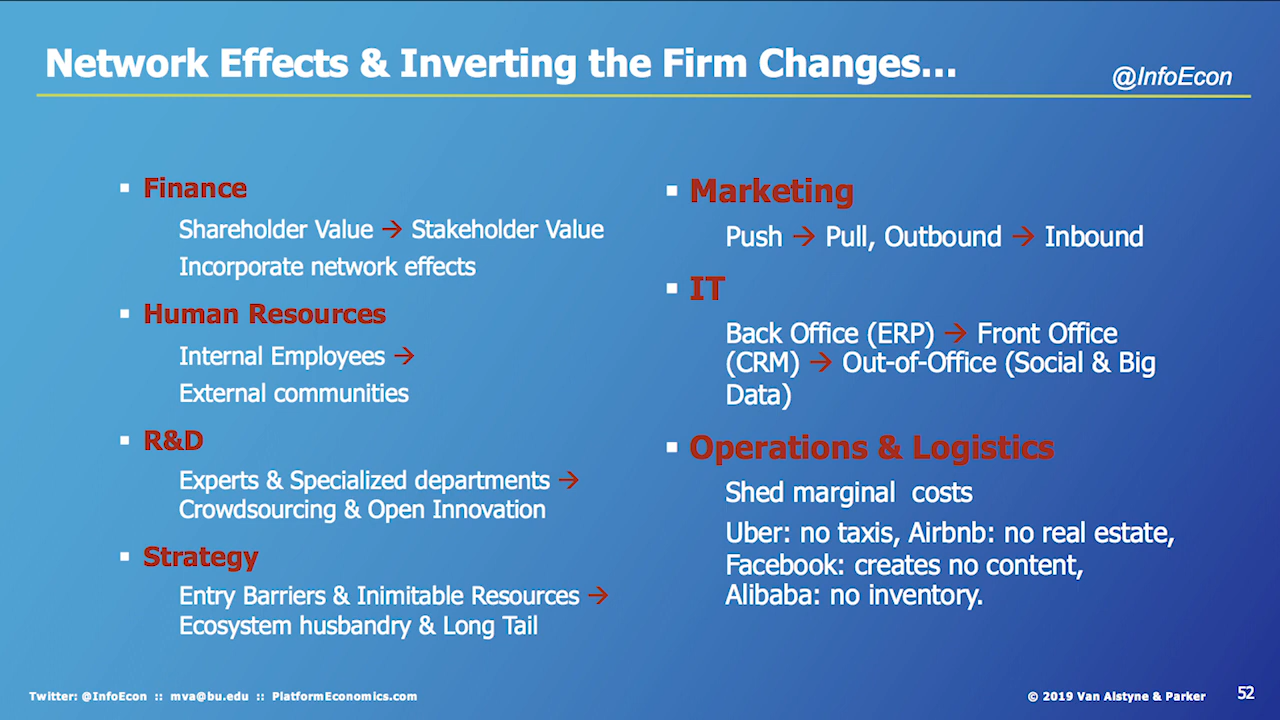 Network Effects & Inverting the Firm Changes...
@InfoEcon
▪ Finance
Shareholder Value → Stakeholder Value
Incorporate network effects
▪ Human Resources
Internal Employees →
External communities
▪ R&D
Experts & Specialized departments →
Crowdsourcing & Open Innovation
▪ Strategy
Entry Barriers & Inimitable Resources →
Ecosystem husbandry & Long Tail
▪ Marketing
Push → Pull, Outbound → Inbound
▪ IT
Back Office (ERP) → Front Office
(CRM) → Out-of-Office (Social & Big
Data)
▪ Operations & Logistics
Shed marginal  costs
Uber: no taxis, Airbnb: no real estate,
Facebook: creates no content,
Alibaba: no inventory.
Twitter: @InfoEcon :: mva@bu.edu :: PlatformEconomics.com
© 2019 Van Alstyne & Parker
52